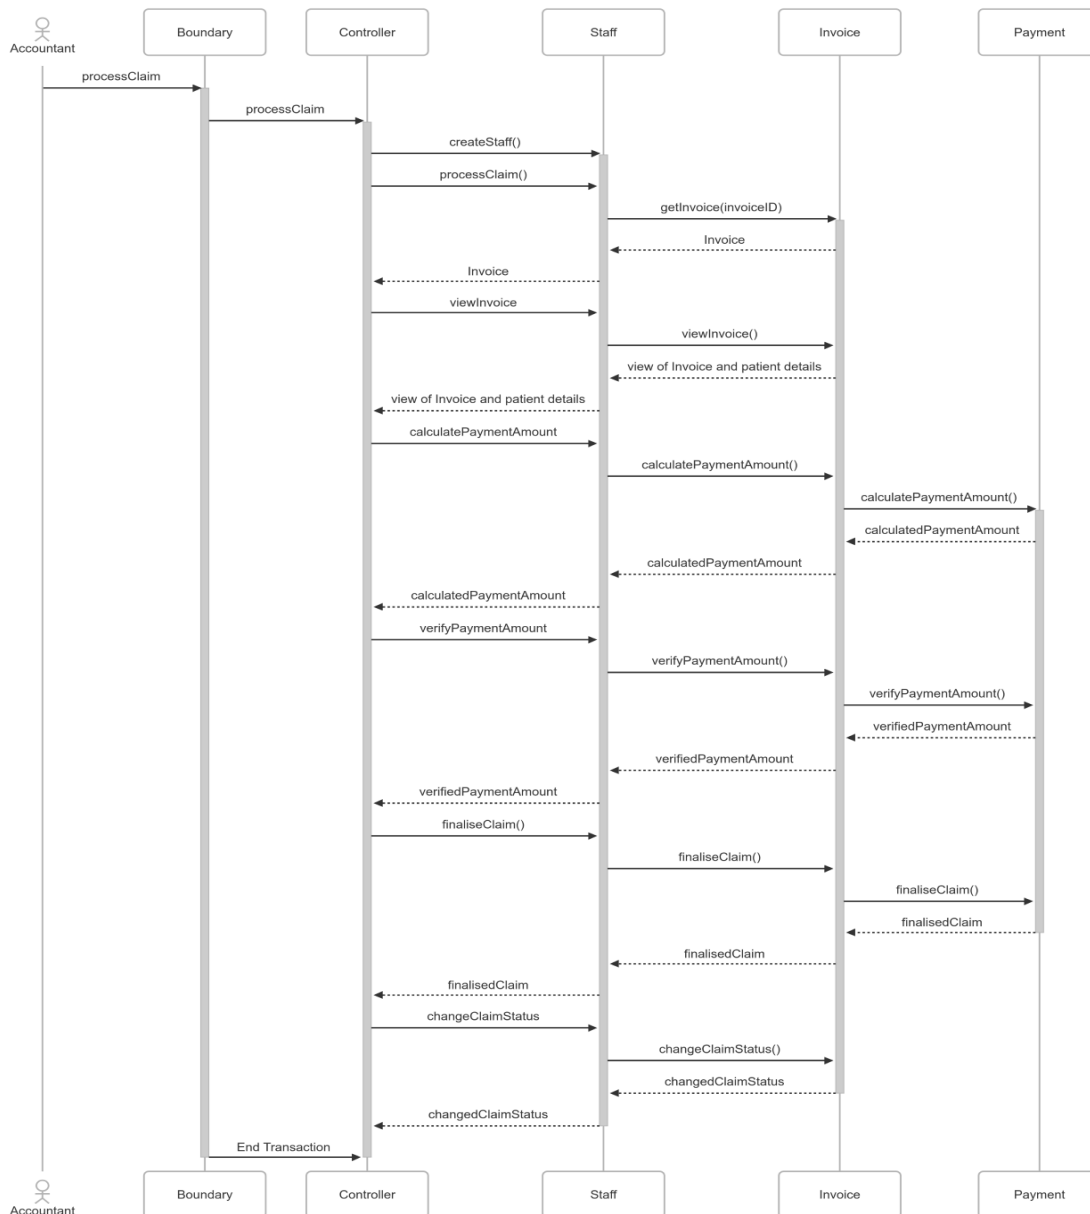 Accountant
Boundary
Controller
Staff
Invoice
Payment
processClaim
processClaim
createStaff()
processClaim()
getInvoice(invoiceID)
Invoice
Invoice
viewInvoice
viewInvoice()
view of Invoice and patient details
view of Invoice and patient details
calculatePaymentAmount
calculatePaymentAmount()
calculatePaymentAmount()
calculatedPaymentAmount
calculatedPaymentAmount
calculatedPaymentAmount
verifyPaymentAmount
verifyPaymentAmount()
verifyPaymentAmount()
verifiedPaymentAmount
verifiedPaymentAmount
verifiedPaymentAmount
finaliseClaim()
finaliseClaim()
finaliseClaim()
finalisedClaim
finalisedClaim
finalisedClaim
changeClaimStatus
changeClaimStatus()
changedClaimStatus
changedClaimStatus
End Transaction
Boundary
Controller
Staff
Invoice
Payment
Accountant